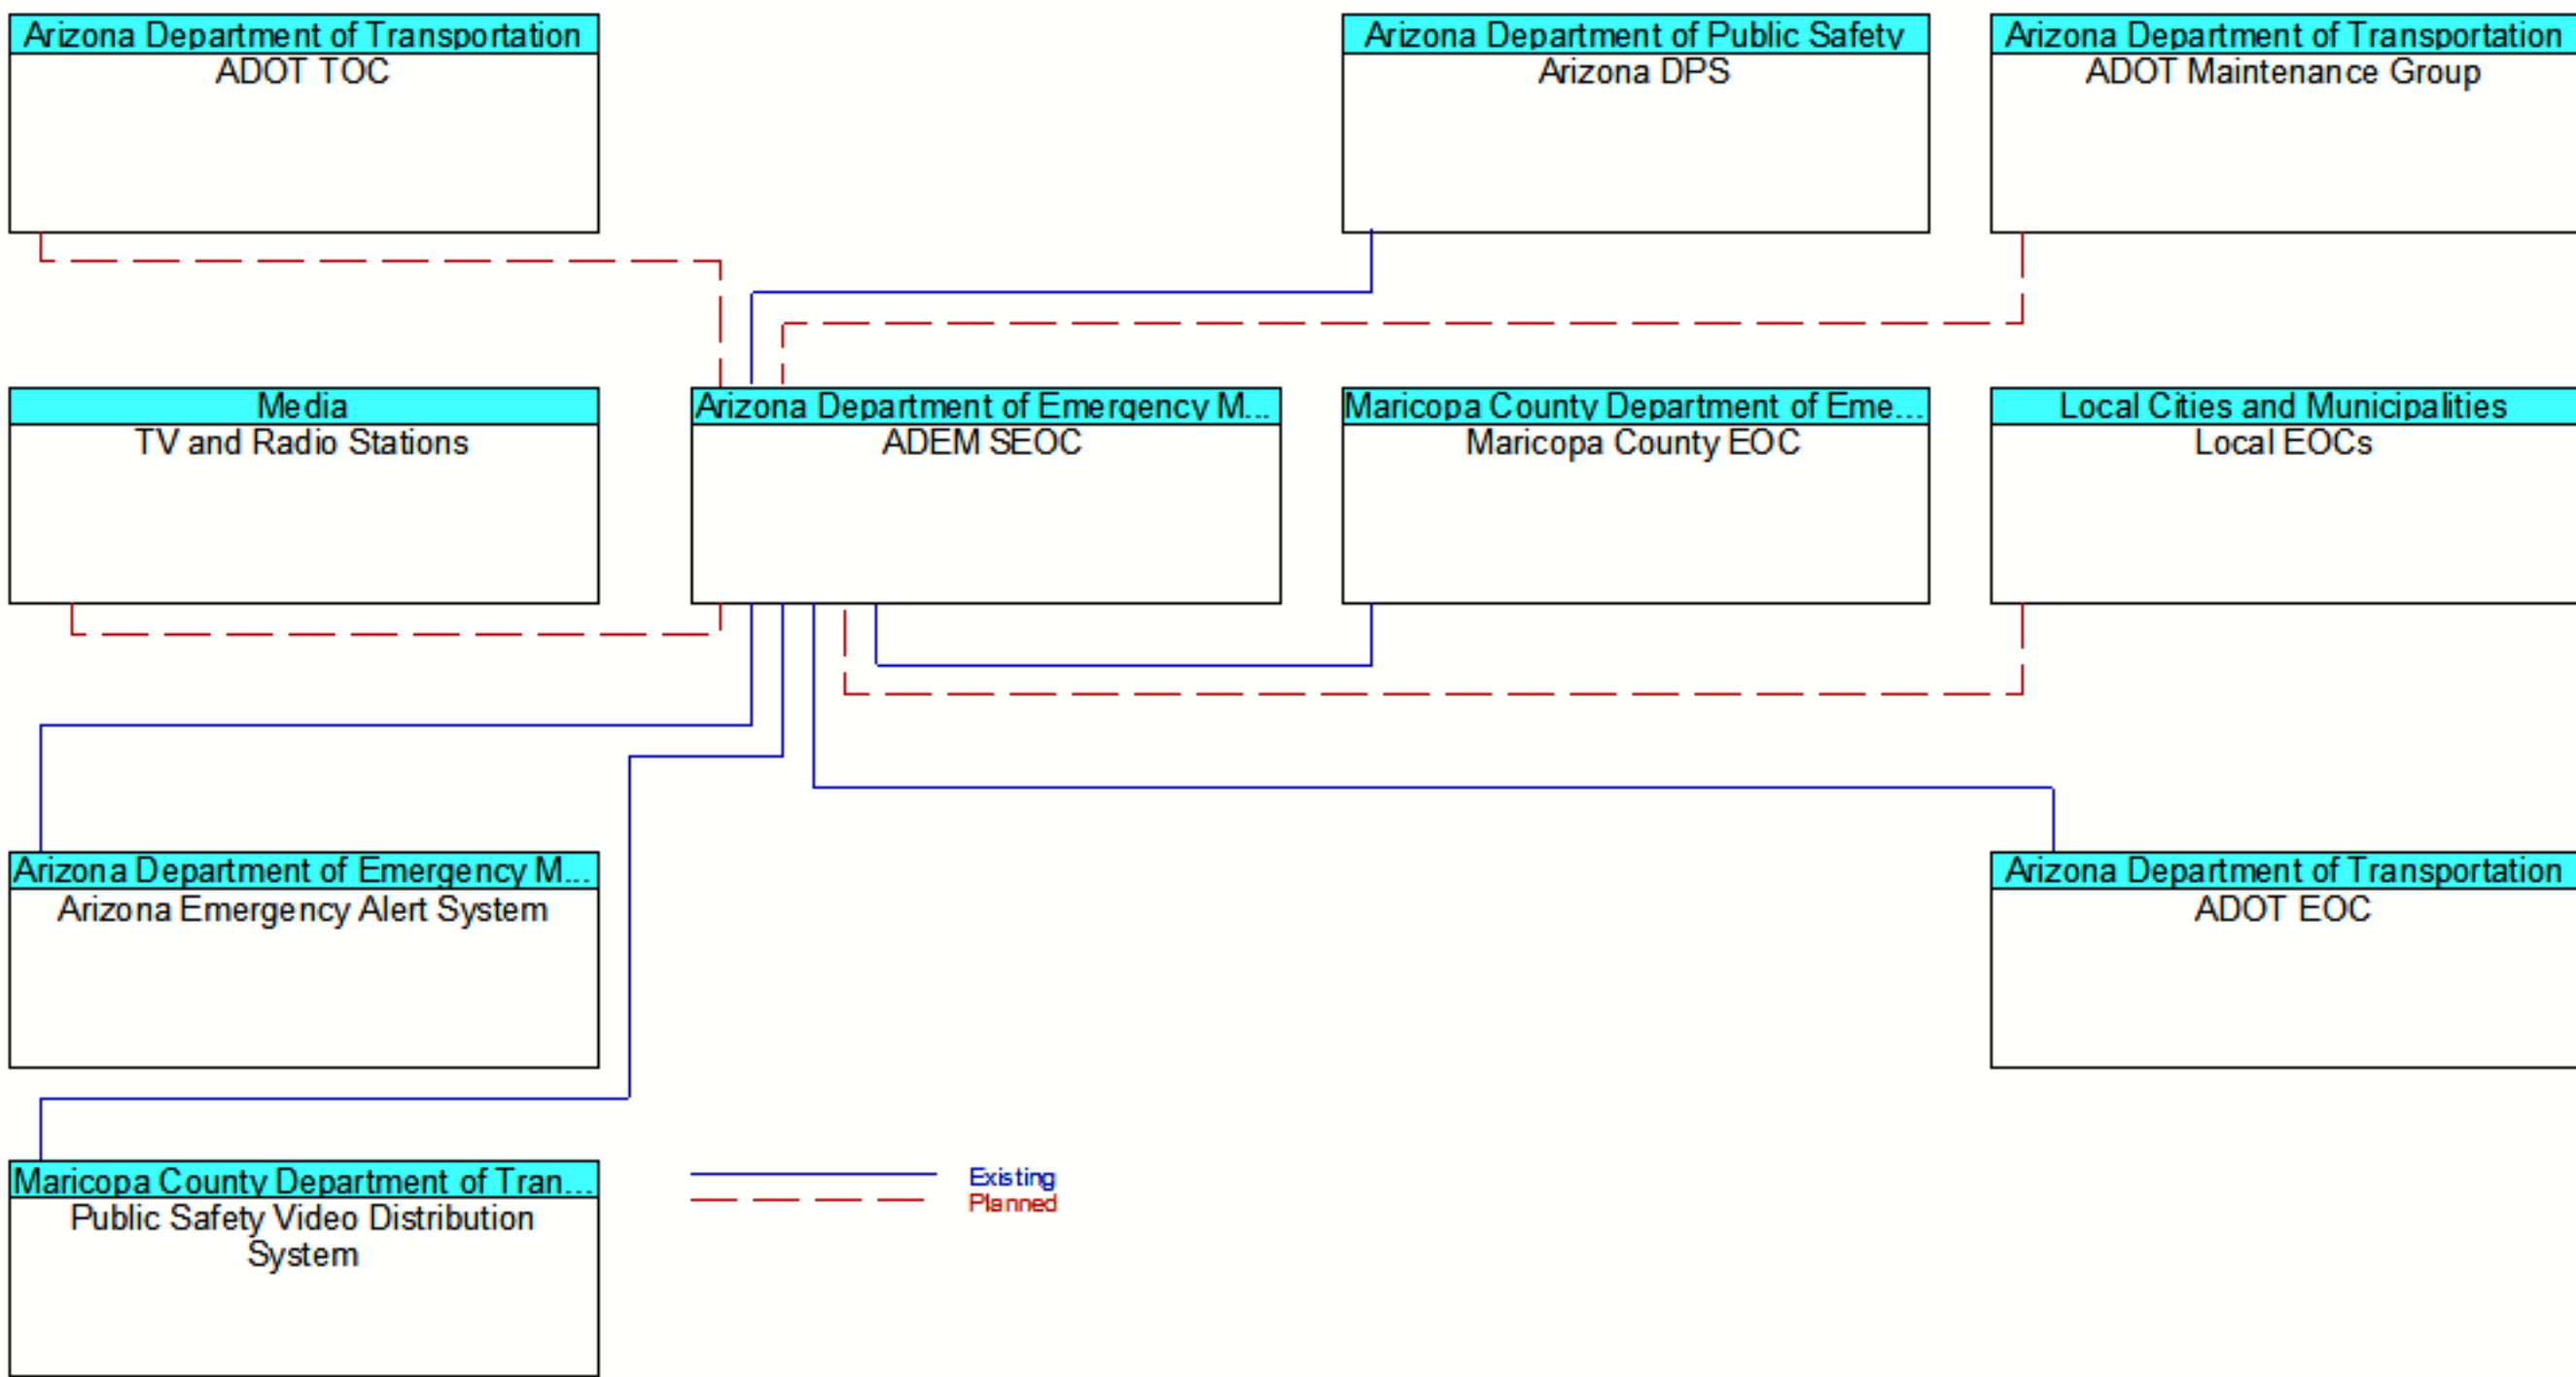 Arizona Department of Transportation
ADOT TOC
Arizona Department of Public Safety
Arizona DPS
Arizona Department of Transportation
ADOT Maintenance Group
Media
TV and Radio Stations
Arizona Department of Emergency M...
ADEM SEOC
Maricopa County Department of Eme...
Maricopa County EOC
Local Cities and Municipalities
Local EOCs
Arizona Department of Emergency M...
Arizona Emergency Alert System
Arizona Department of Transportation
ADOT EOC
Maricopa County Department of Tran...
Public Safety Video Distribution
System
Existing
Planned